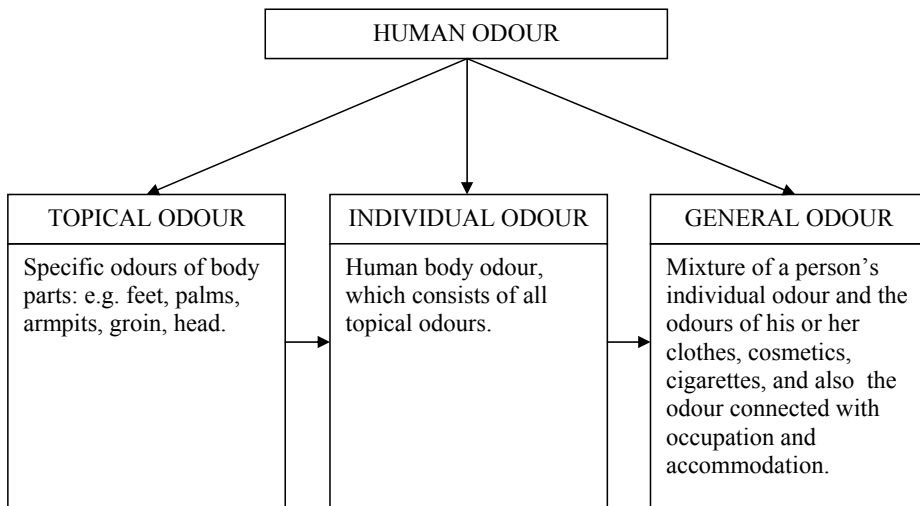 HUMAN ODOUR
TOPICAL ODOUR
Specific odours of body
parts: e.g. feet, palms,
armpits, groin, head.
INDIVIDUAL ODOUR
Human body odour,
which consists of all
topical odours.
GENERAL ODOUR
Mixture of a person’s
individual odour and the
odours of his or her
clothes, cosmetics,
cigarettes, and also  the
odour connected with
occupation and
accommodation.